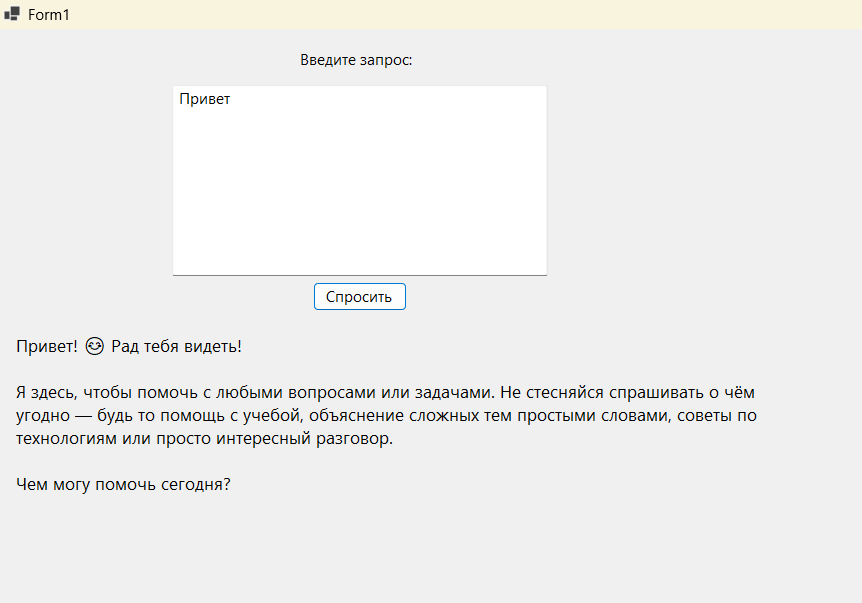 Form1
Введите запрос:
Привет
Спросить
Привет! 😊 Рад тебя видеть!
Я здесь, чтобы помочь с любыми вопросами или задачами. Не стесняйся спрашивать о чём
угодно — будь то помощь с учебой, объяснение сложных тем простыми словами, советы по
технологиям или просто интересный разговор.
Чем могу помочь сегодня?